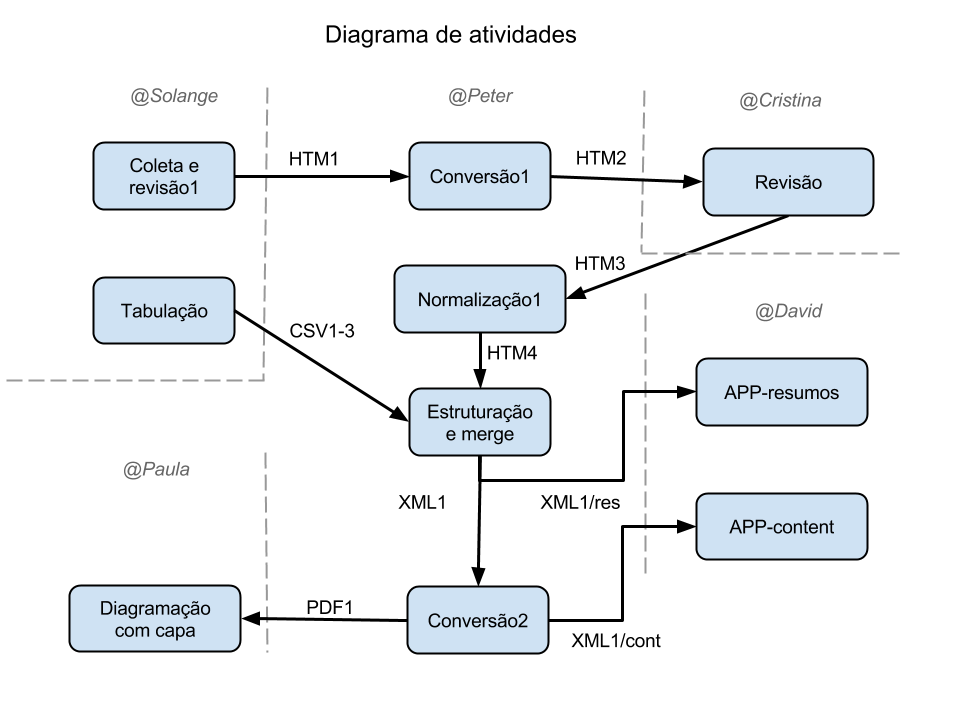 Diagrama de atividades
@Solange
@Peter
@Cristina
Coleta e
revisão1
HTM1
Conversão1
HTM2
Revisão
HTM3
Tabulação
CSV1-3
Normalização1
HTM4
@David
Estruturação
e merge
APP-resumos
@Paula
XML1
XML1/res
APP-content
Diagramação
com capa
PDF1
Conversão2
XML1/cont